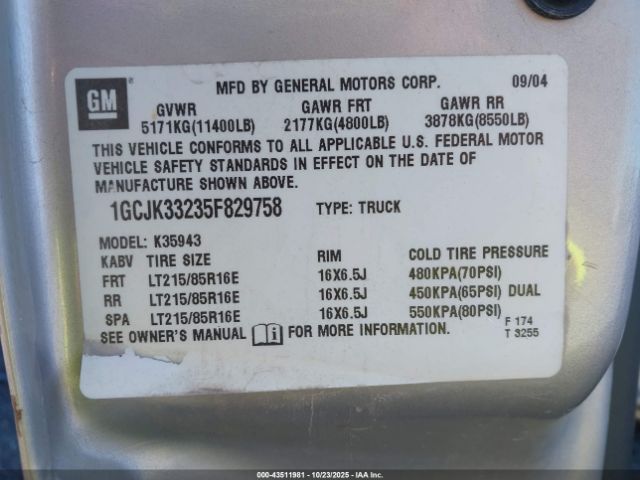 GM
MFD BY GENERAL MOTORS CORP. 09/04
GVWR GAWR FRT GAWR RR
5171KG(11400LB) 2177KG(4800LB) 3878KG(8550LB)
THIS VEHICLE CONFORMS TO ALL APPLICABLE U.S. FEDERAL MOTOR
VEHICLE SAFETY STANDARDS IN EFFECT ON THE DATE OF
MANUFACTURE SHOWN ABOVE.
1GCJK33235F829758 TYPE: TRUCK
MODEL: K35943
KABV TIRE SIZE RIM COLD TIRE PRESSURE
FRT LT215/85R16E 16X6.5J 480KPA(70PSI)
RR LT215/85R16E 16X6.5J 450KPA(65PSI) DUAL
SPA LT215/85R16E 16X6.5J 550KPA(80PSI)
SEE OWNER'S MANUAL FOR MORE INFORMATION.
F 174
T 3255
000-43511981 - 10/23/2025 - IAA Inc.